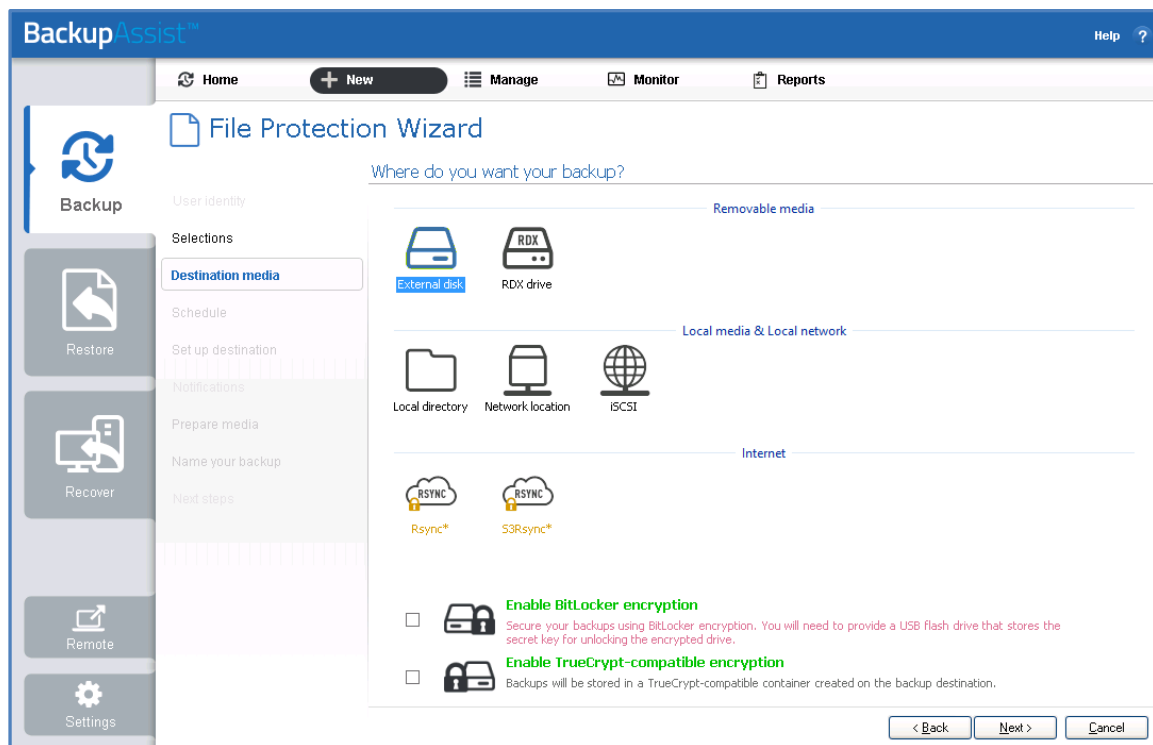 BackupAssist™
Help ?
Home
New
Manage
Monitor
Reports
File Protection Wizard
Where do you want your backup?
Backup
Restore
Recover
Remote
Settings
User identity
Selections
Destination media
Schedule
Set up destination
Notifications
Prepare media
Name your backup
Next steps
Removable media
RDX
External disk
RDX drive
Local media & Local network
Local directory
Network location
iSCSI
Internet
RSYNC
RSYNC
Rsync*
S3Rsync*
Enable BitLocker encryption
Secure your backups using BitLocker encryption. You will need to provide a USB flash drive that stores the
secret key for unlocking the encrypted drive.
Enable TrueCrypt-compatible encryption
Backups will be stored in a TrueCrypt-compatible container created on the backup destination.
< Back
Next >
Cancel